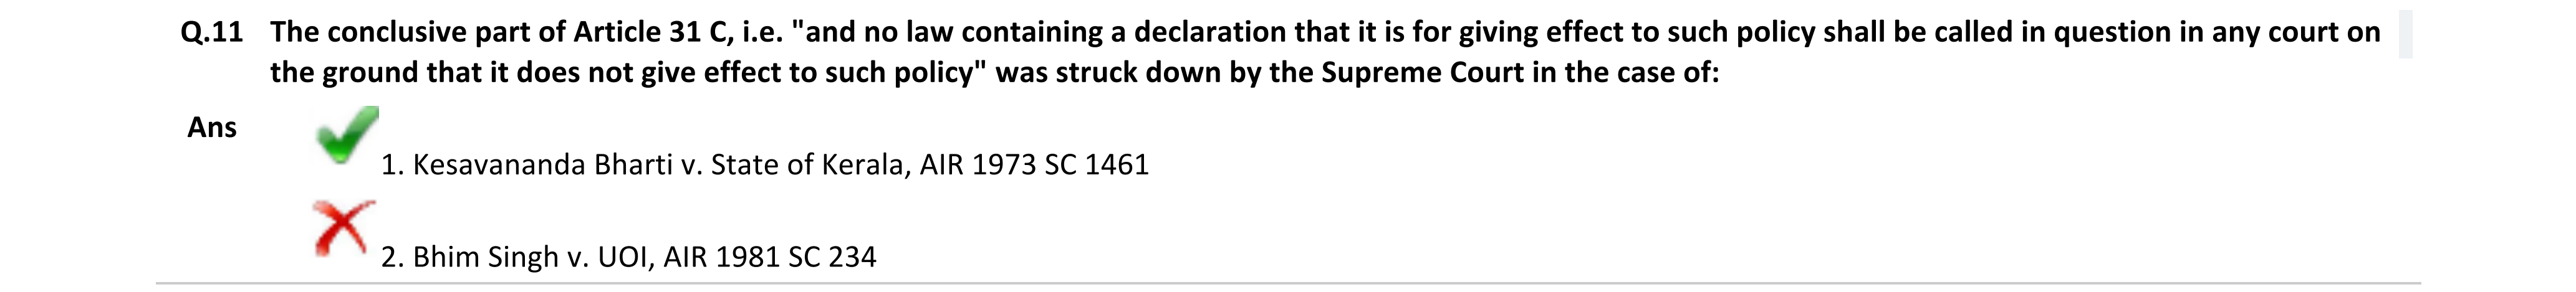 Q.11 The conclusive part of Article 31 C, i.e. "and no law containing a declaration that it is for giving effect to such policy shall be called in question in any court on
the ground that it does not give effect to such policy" was struck down by the Supreme Court in the case of:
Ans
1. Kesavananda Bharti v. State of Kerala, AIR 1973 SC 1461
2. Bhim Singh v. UOI, AIR 1981 SC 234